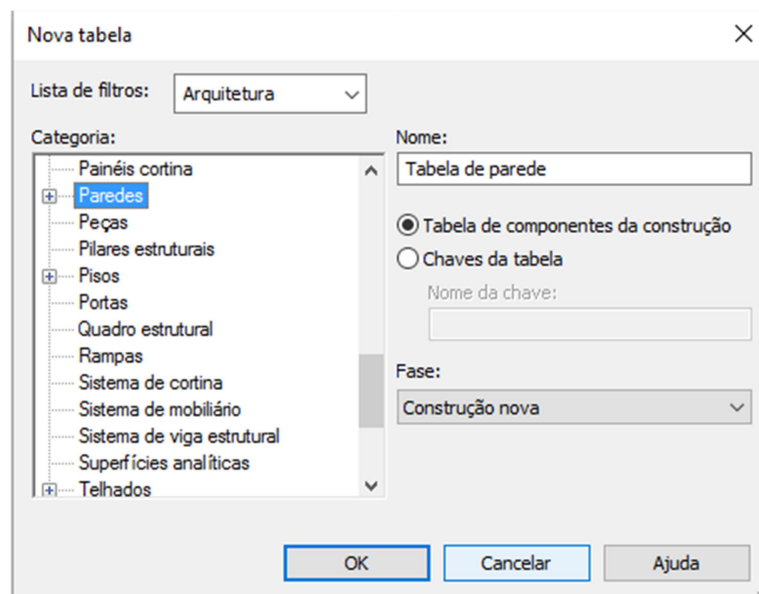 Nova tabela
Lista de filtros: Arquitetura
Categoria:
Painéis cortina
Paredes
Peças
Pilares estruturais
Pisos
Portas
Quadro estrutural
Rampas
Sistema de cortina
Sistema de mobiliário
Sistema de viga estrutural
Superfícies analíticas
Telhados
Nome:
Tabela de parede
Tabela de componentes da construção
Chaves da tabela
Nome da chave:
Fase:
Construção nova
OK Cancelar Ajuda